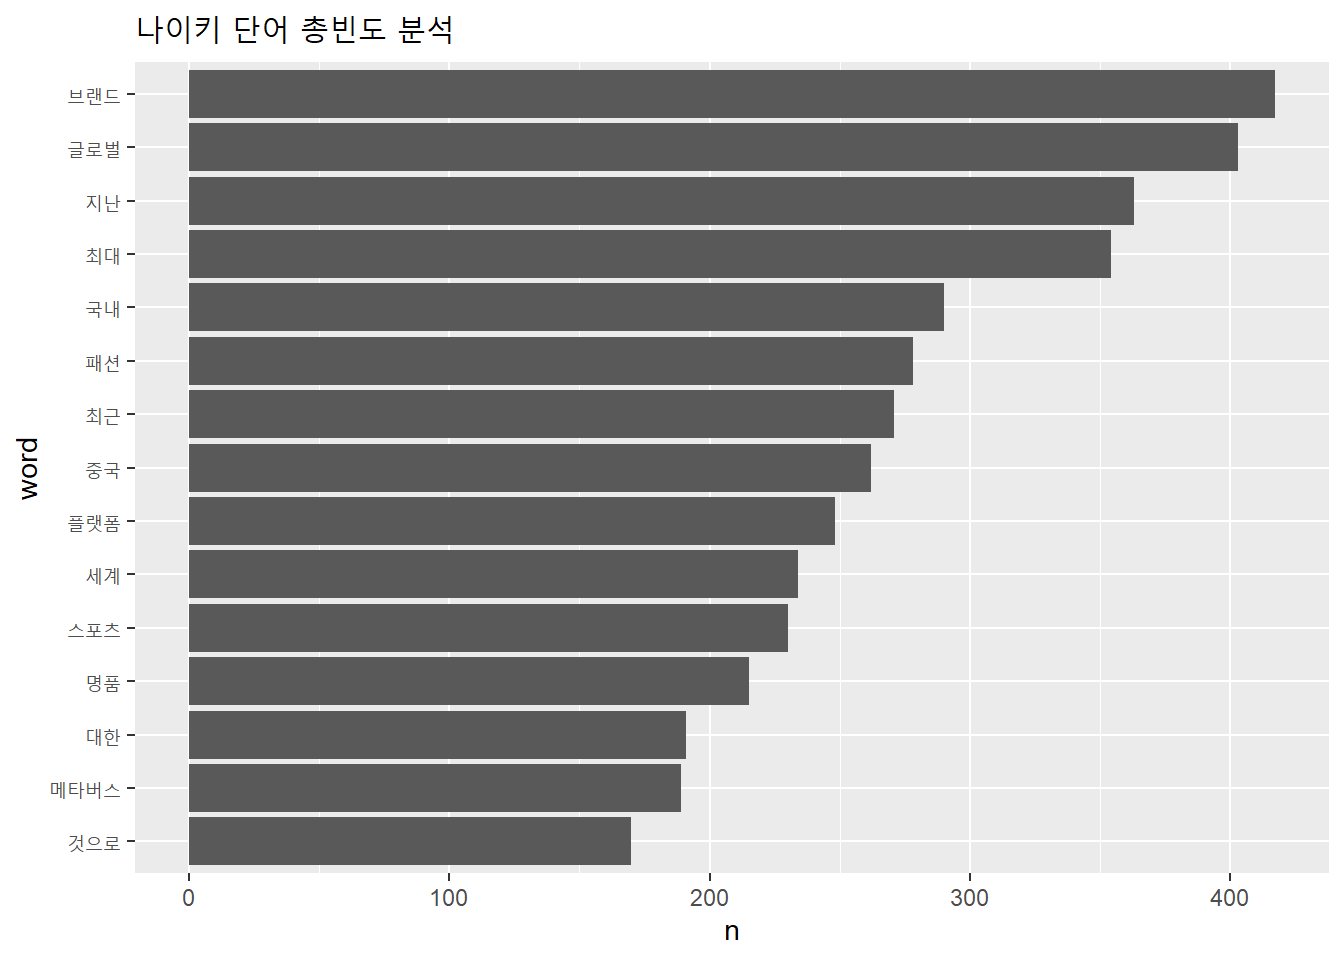 나이키 단어 총빈도 분석
브랜드
글로벌
지난
최대
국내
패션
최근
중국
플랫폼
세계
스포츠
명품
대한
메타버스
것으로
word
0 100 200 300 400
n